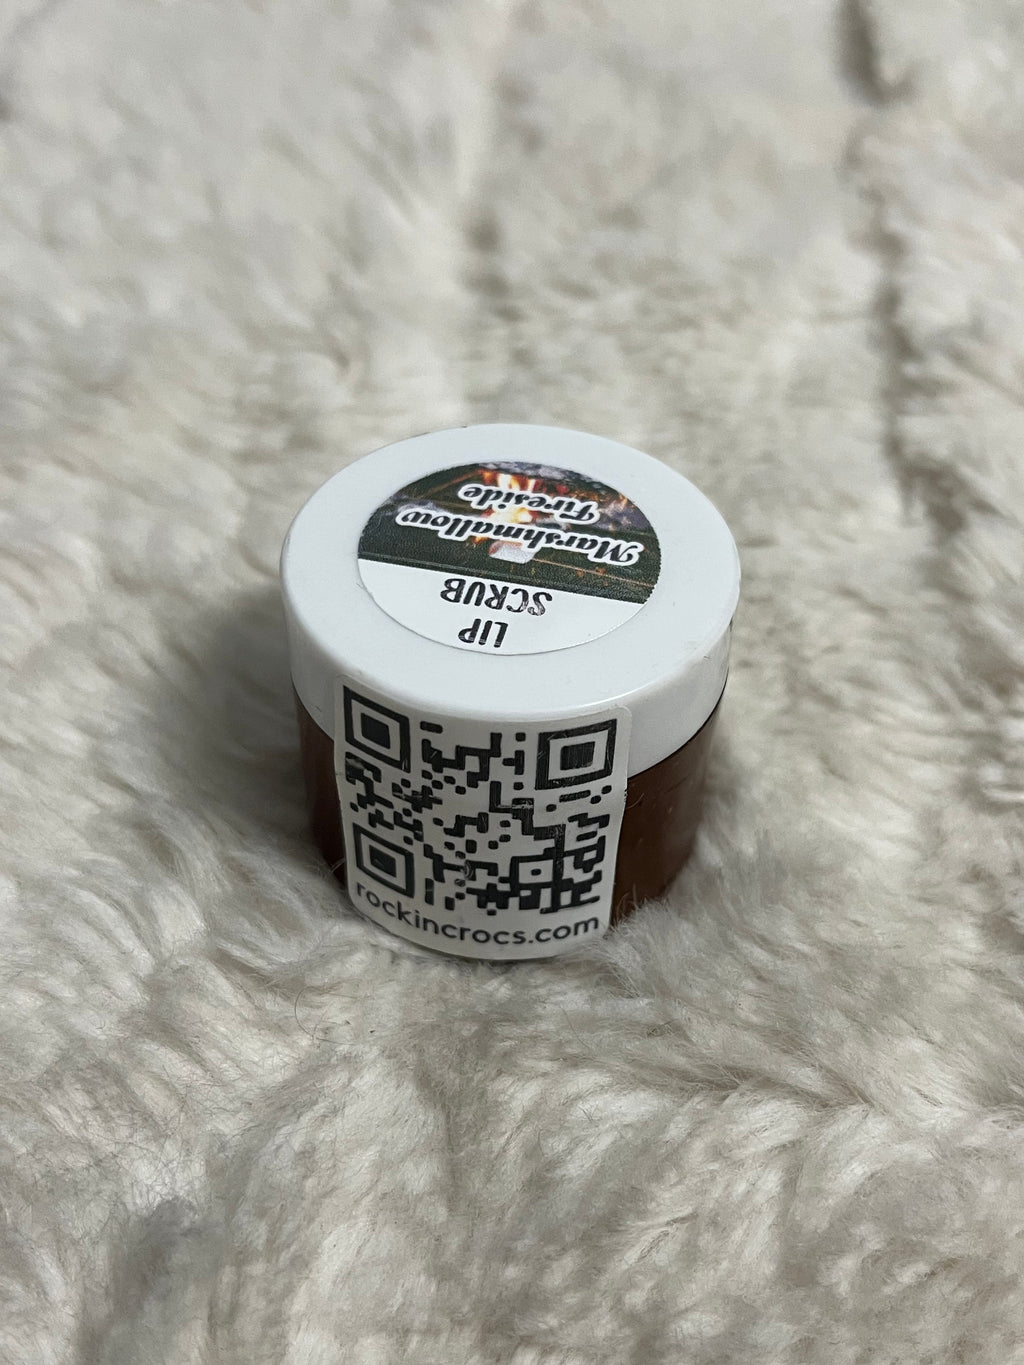 LIP
SCRUB
Marshmallow
Fireside
rockincrocs.com